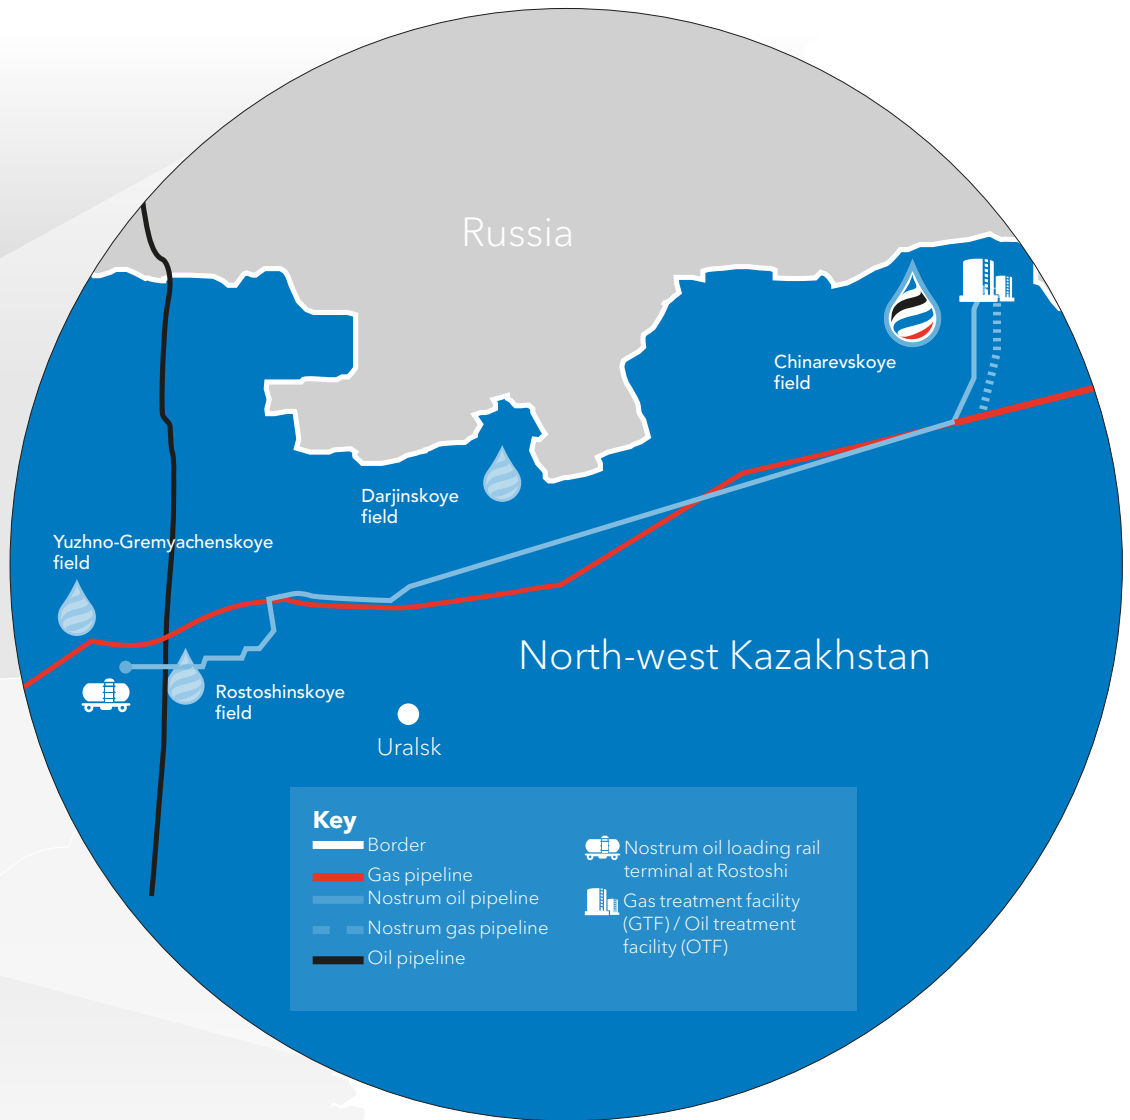 Russia
Chinarevskoye
field
Darjinskoye
field
Yuzhno-Gremyachenskoye
field
North-west Kazakhstan
Rostoshinskoye
field
Uralsk
Key
Border
Gas pipeline
Nostrum oil pipeline
Nostrum gas pipeline
Oil pipeline
Nostrum oil loading rail
terminal at Rostoshi
Gas treatment facility
(GTF) / Oil treatment
facility (OTF)